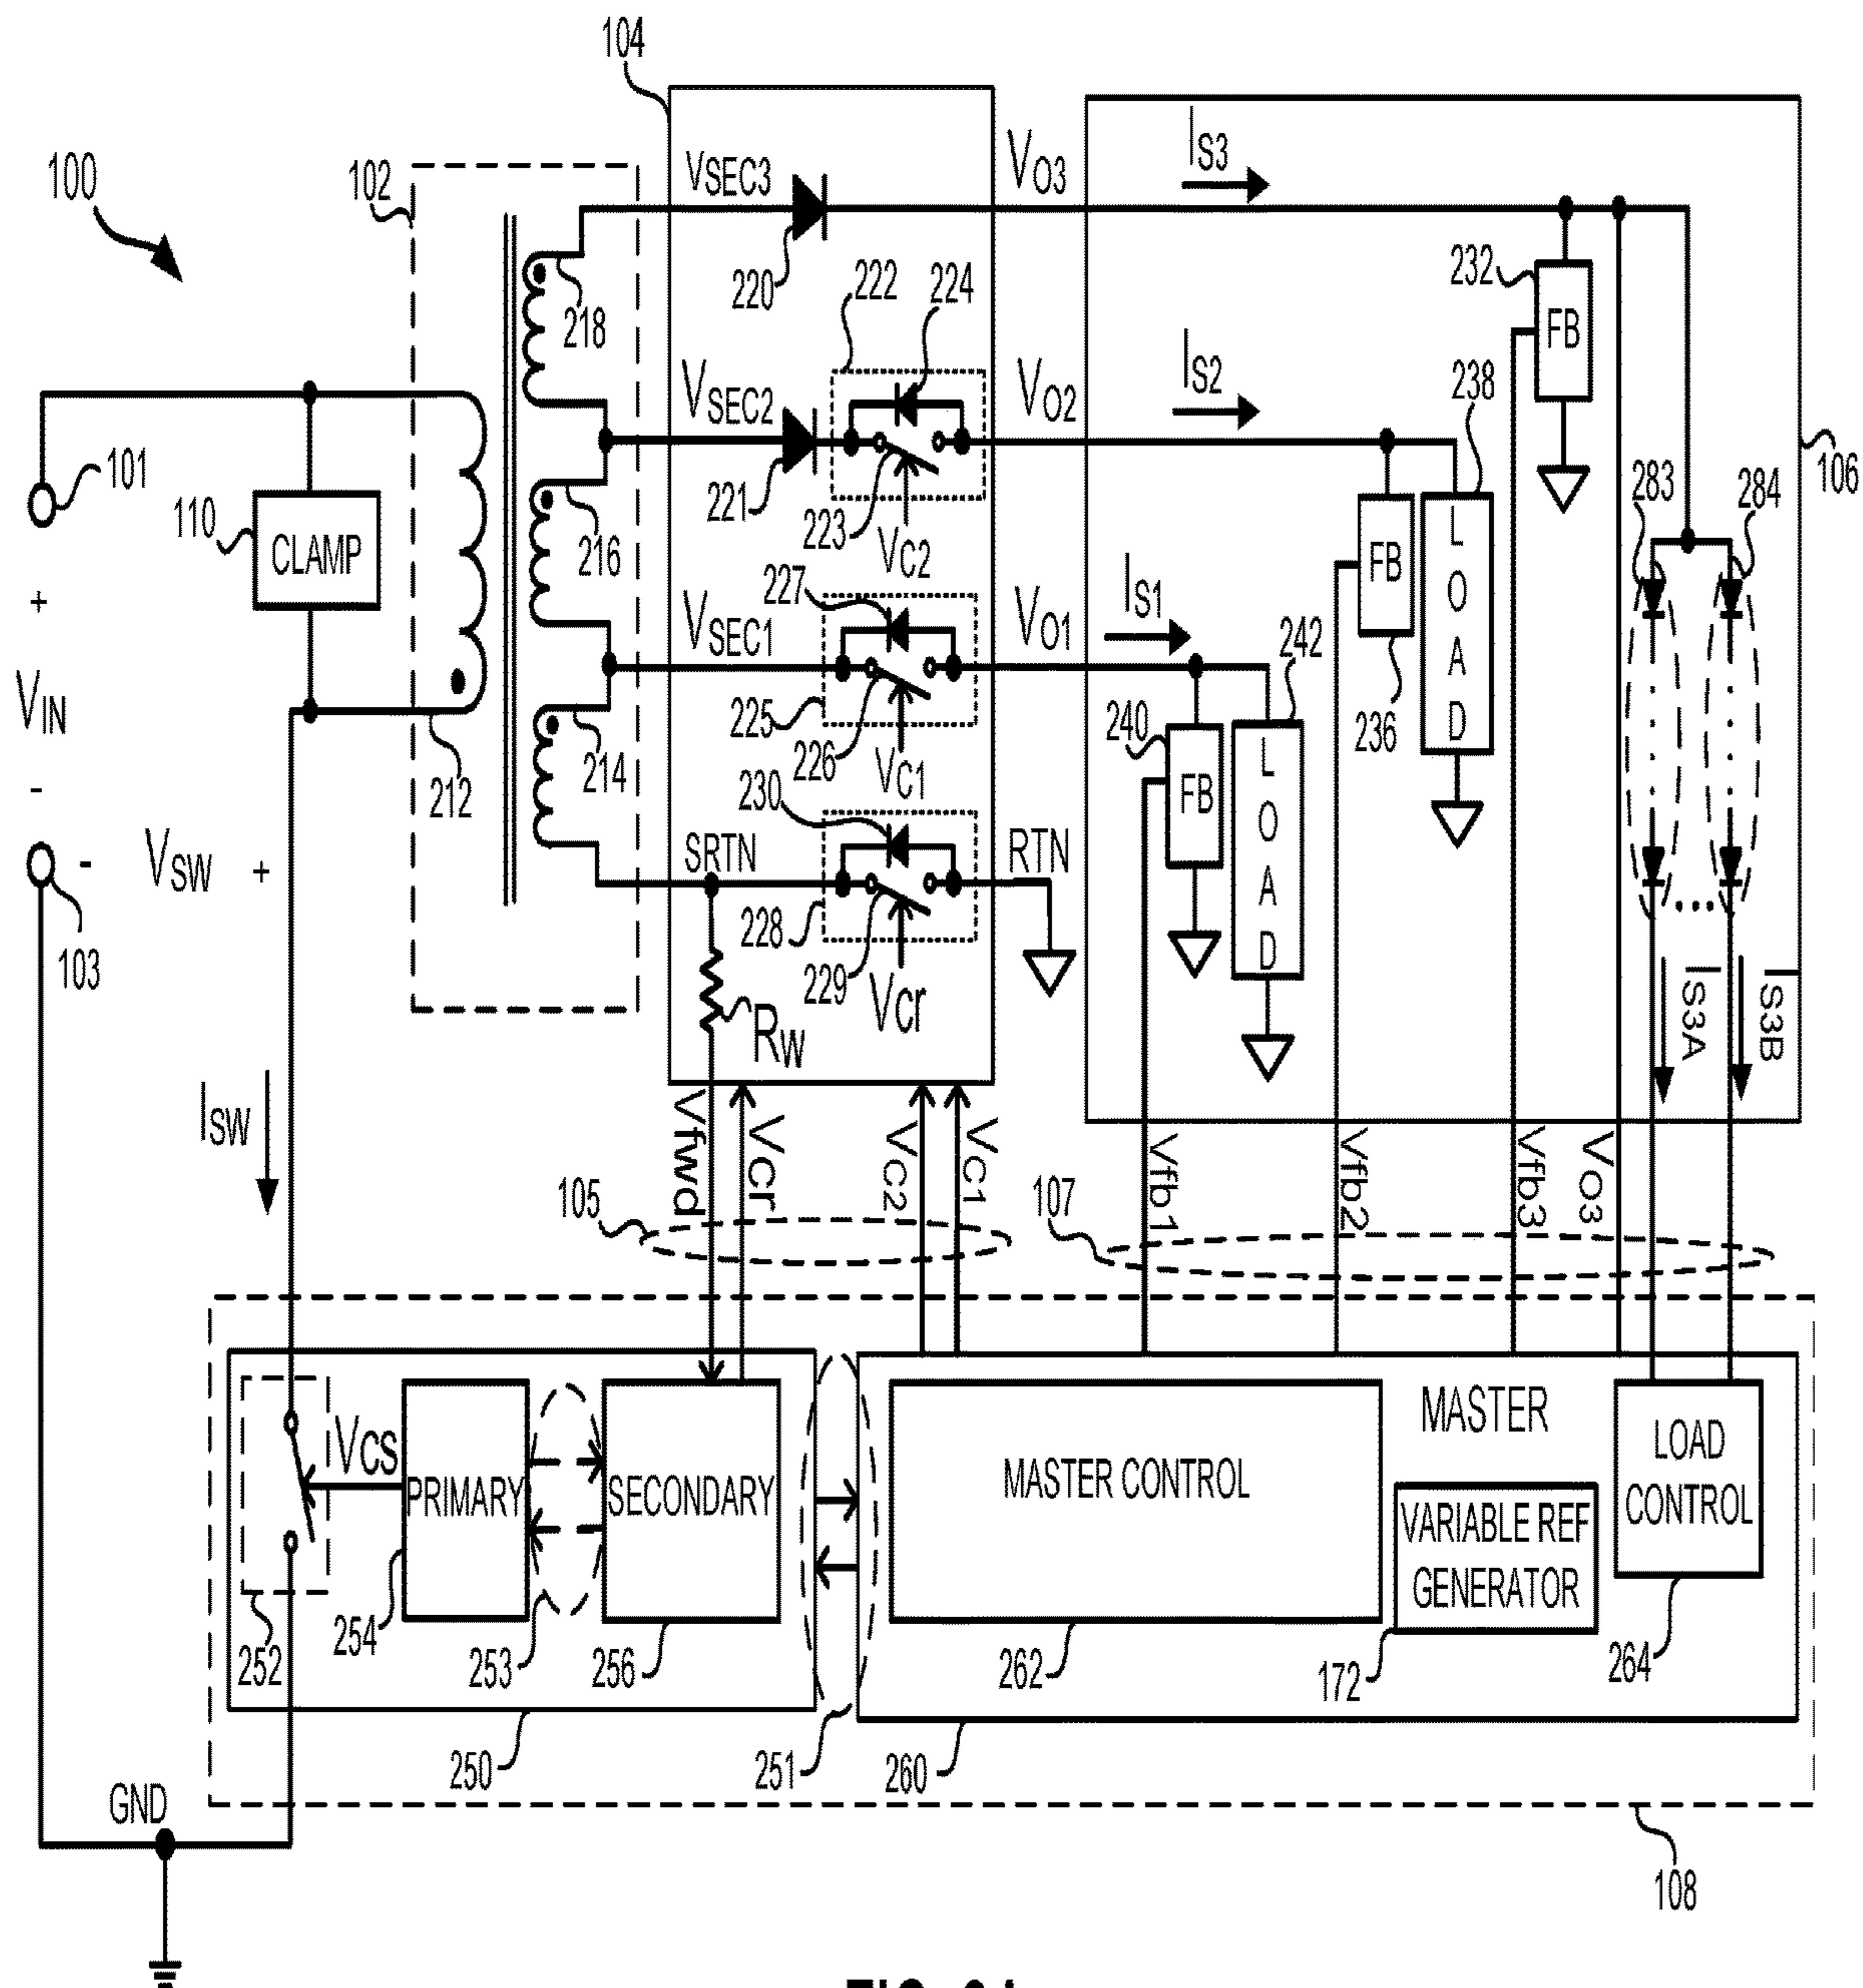 104
100
102
VSEC3
VO3
IS3
220
218
222
224
232
FB
VSEC2
VO2
IS2
238
106
101
110
CLAMP
221
223
VC2
216
283
284
+
VIN
-
227
VSEC1
VO1
IS1
242
FB
L
O
A
D
236
225
226
VC1
240
FB
L
O
A
D
212
214
230
- VSW +
SRTN
RTN
103
228
229
Vcr
RW
...
IS3A
IS3B
ISW
Vfwd
Vcr
VC2
VC1
Vfb1
Vfb2
Vfb3
VO3
105
107
VCS
PRIMARY
SECONDARY
MASTER CONTROL
MASTER
LOAD
CONTROL
VARIABLE REF
GENERATOR
252
254
253
256
262
172
264
250
251
260
GND
108